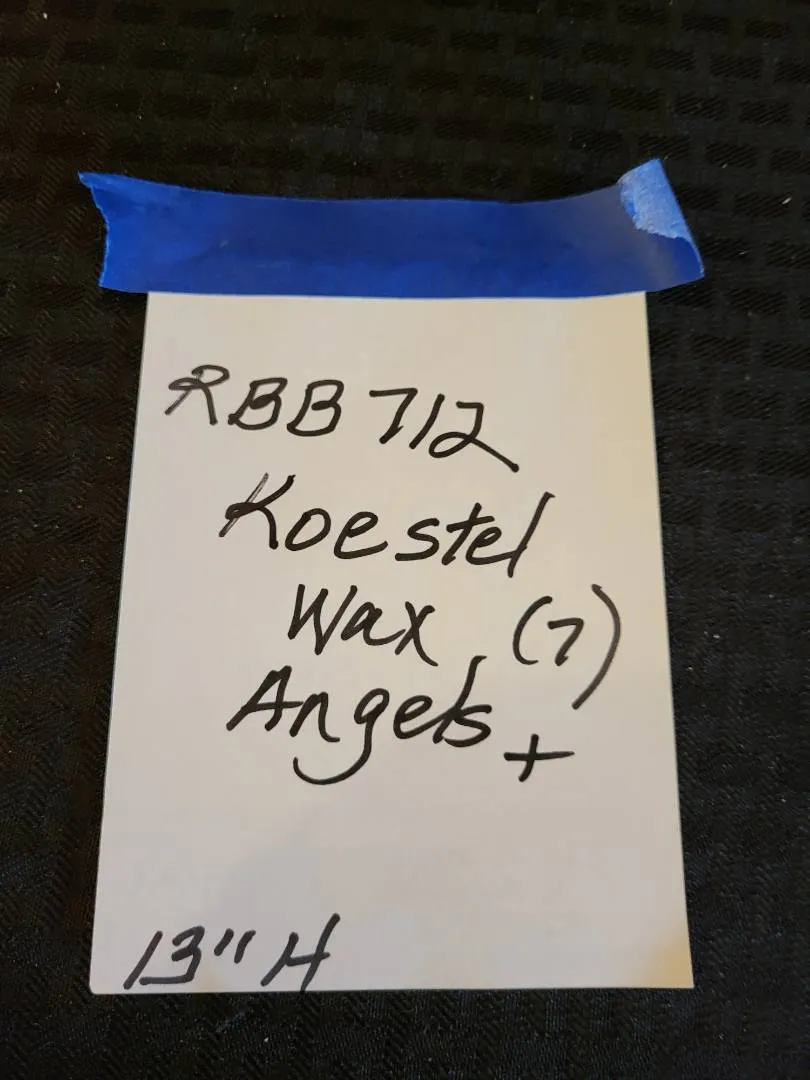 RBB 712
Koestel
Wax (7)
Angels +
13" H